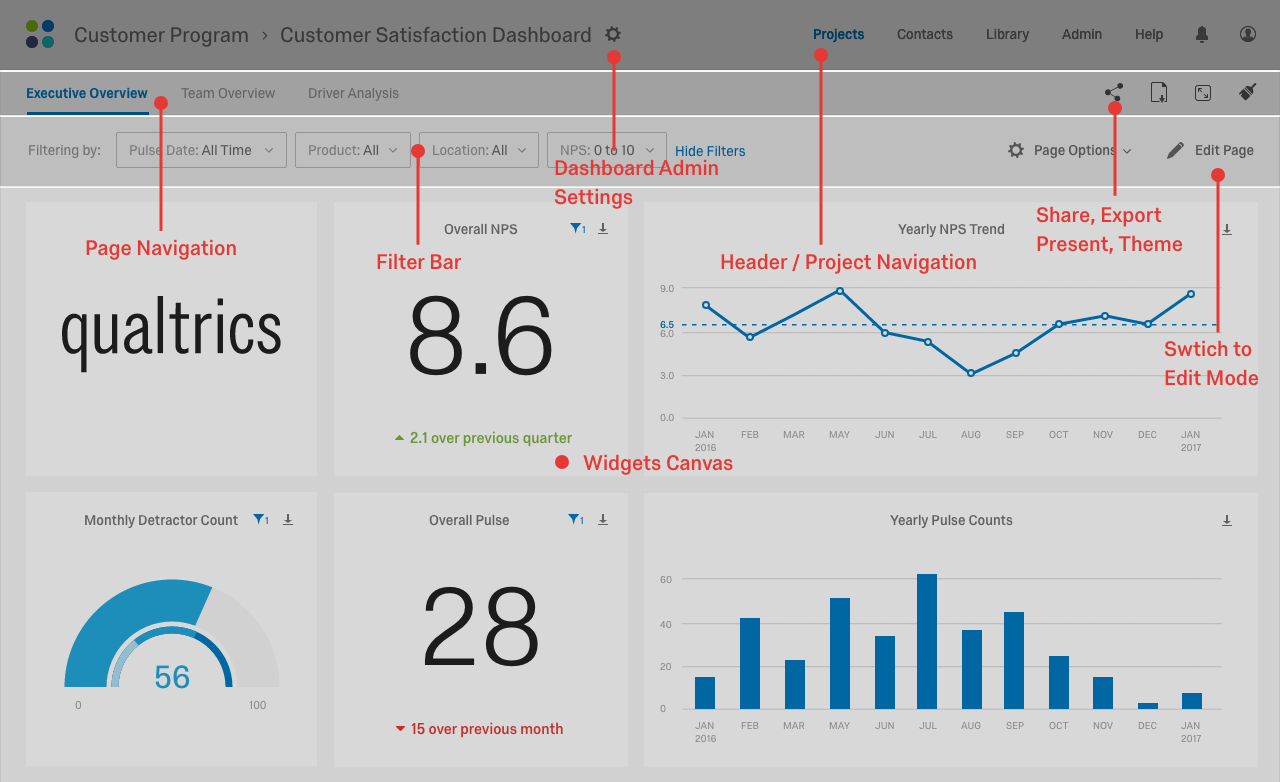 Customer Program › Customer Satisfaction Dashboard
Projects Contacts Library Admin Help
Executive Overview Team Overview Driver Analysis
Filtering by: Pulse Date: All Time Product: All Location: All NPS: 0 to 10 Hide Filters Page Options Edit Page
Dashboard Admin
Settings
Page Navigation
Filter Bar
Header / Project Navigation
Share, Export
Present, Theme
Swtich to
Edit Mode
Widgets Canvas
qualtrics
Overall NPS 1
8.6
2.1 over previous quarter
Yearly NPS Trend
9.0
6.5
6.0
3.0
0.0
JAN FEB MAR MAY JUN JUL AUG SEP OCT NOV DEC JAN
2016 2017
Monthly Detractor Count 1
56
0 100
Overall Pulse 1
28
15 over previous month
Yearly Pulse Counts
60
40
20
0
JAN FEB MAR MAY JUN JUL AUG SEP OCT NOV DEC JAN
2016 2017